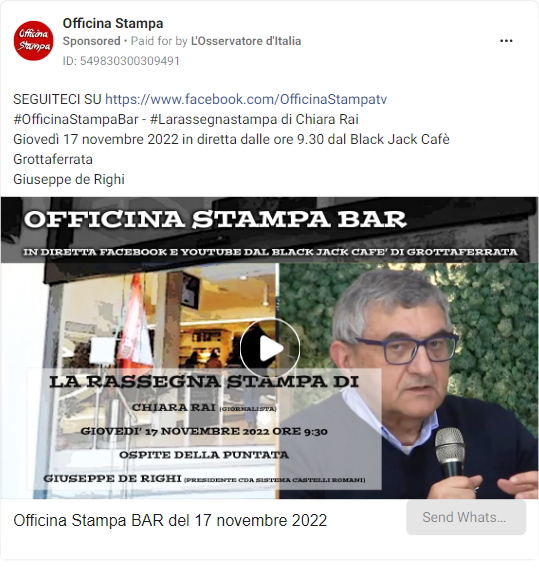 Officina Stampa
Officina
Stampa
Sponsored • Paid for by L'Osservatore d'Italia
ID: 549830300309491
SEGUITECI SU https://www.facebook.com/OfficinaStampatv
#OfficinaStampaBar - #Larassegnastampa di Chiara Rai
Giovedì 17 novembre 2022 in diretta dalle ore 9.30 dal Black Jack Cafè
Grottaferrata
Giuseppe de Righi
OFFICINA STAMPA BAR
IN DIRETTA FACEBOOK E YOUTUBE DAL BLACK JACK CAFE' DI GROTTAFERRATA
LA RASSEGNA STAMPA DI
CHIARA RAI (GIORNALISTA)
GIOVEDI' 17 NOVEMBRE 2022 ORE 9:30
OSPITE DELLA PUNTATA
GIUSEPPE DE RIGHI (PRESIDENTE CDA SISTEMA CASTELLI ROMANI)
Officina Stampa BAR del 17 novembre 2022
Send Whats...